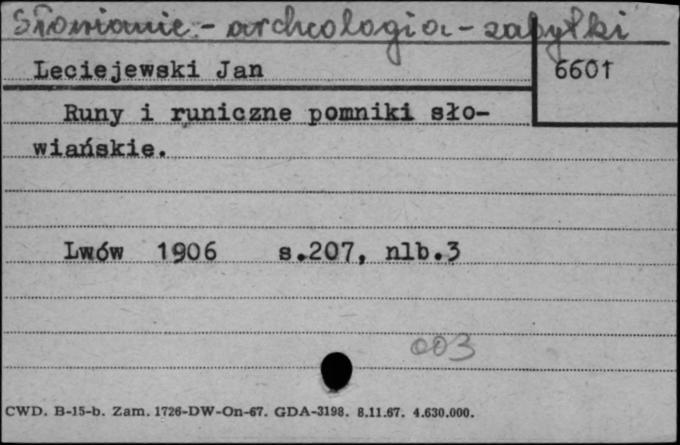 Słowianie - archeologia - zabytki
Leciejewski Jan
6601
Runy i runiczne pomniki sło-
wiańskie.
Lwów 1906 s.207, nlb.3
003
CWD. B-15-b. Zam. 1726-DW-On-67. GDA-3198. 8.11.67. 4.630.000.